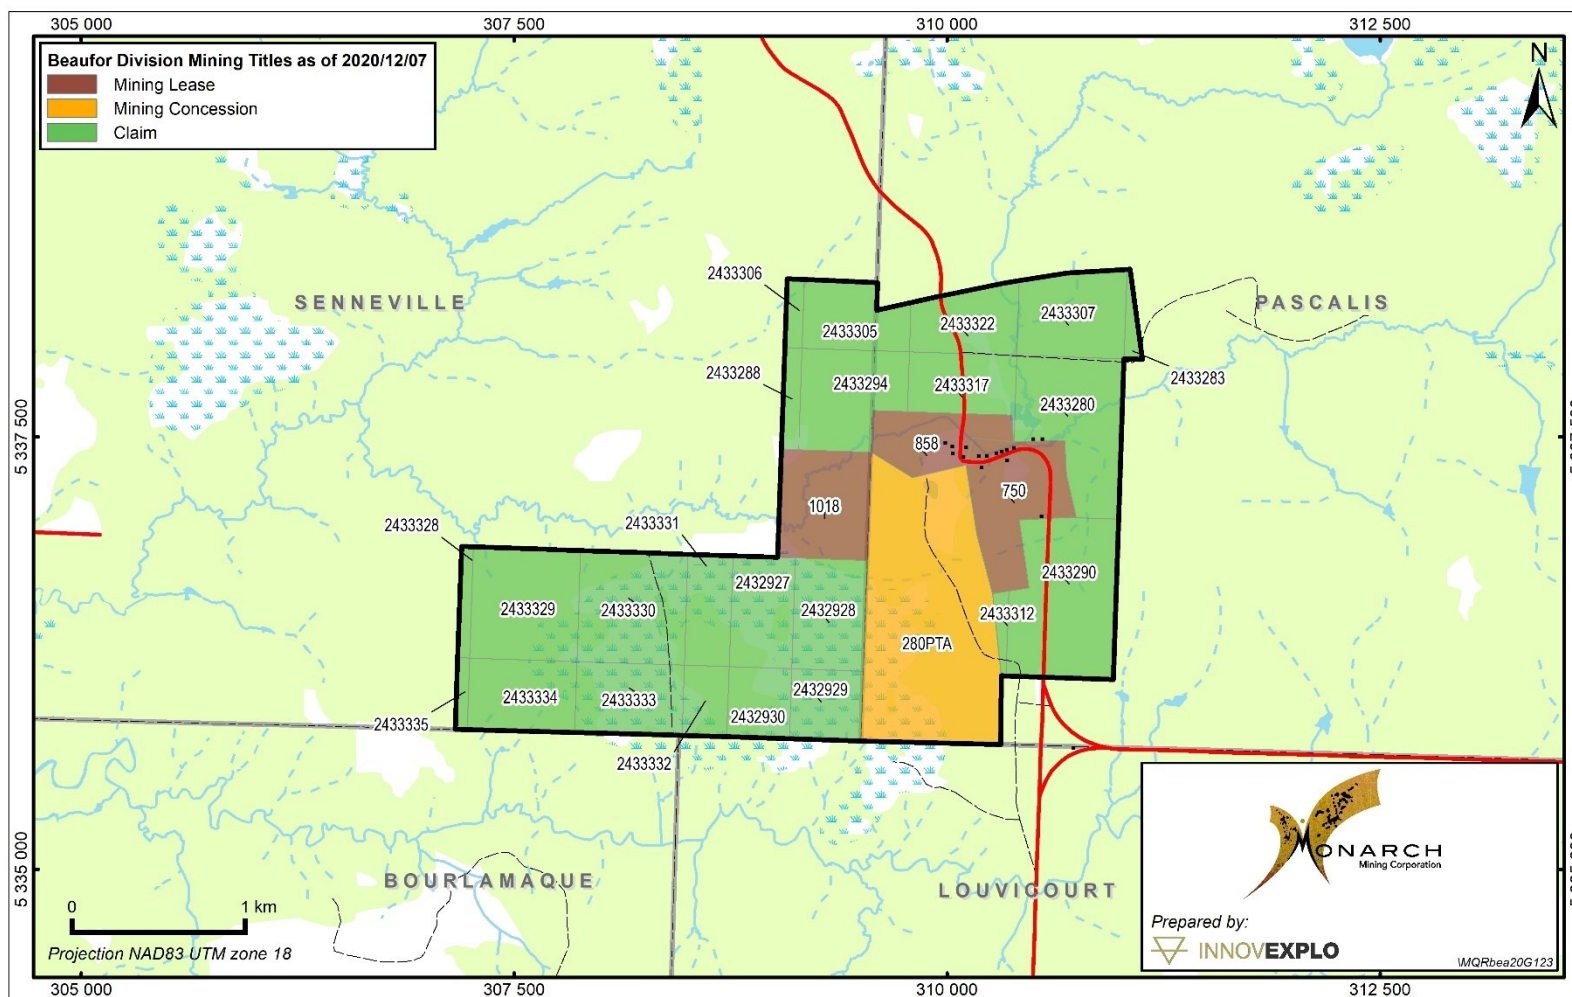 305 000
307 500
310 000
312 500
Beaufor Division Mining Titles as of 2020/12/07
Mining Lease
Mining Concession
Claim
N
2433306
SENNEVILLE
PASCALIS
2433305
2433322
2433307
2433288
2433294
2433317
2433283
2433280
5 337 500
858
750
1018
2433328
2433331
2432927
2433290
2433329
2433330
2432928
2433312
280PTA
2433334
2433333
2432929
2433335
2432930
2433332
MONARCH
Mining Corporation
5 335 000
BOURLAMAQUE
LOUVICOURT
0
1 km
Prepared by:
INNOVEXPLO
Projection NAD83 UTM zone 18
\MQRbea20G123
305 000
307 500
310 000
312 500